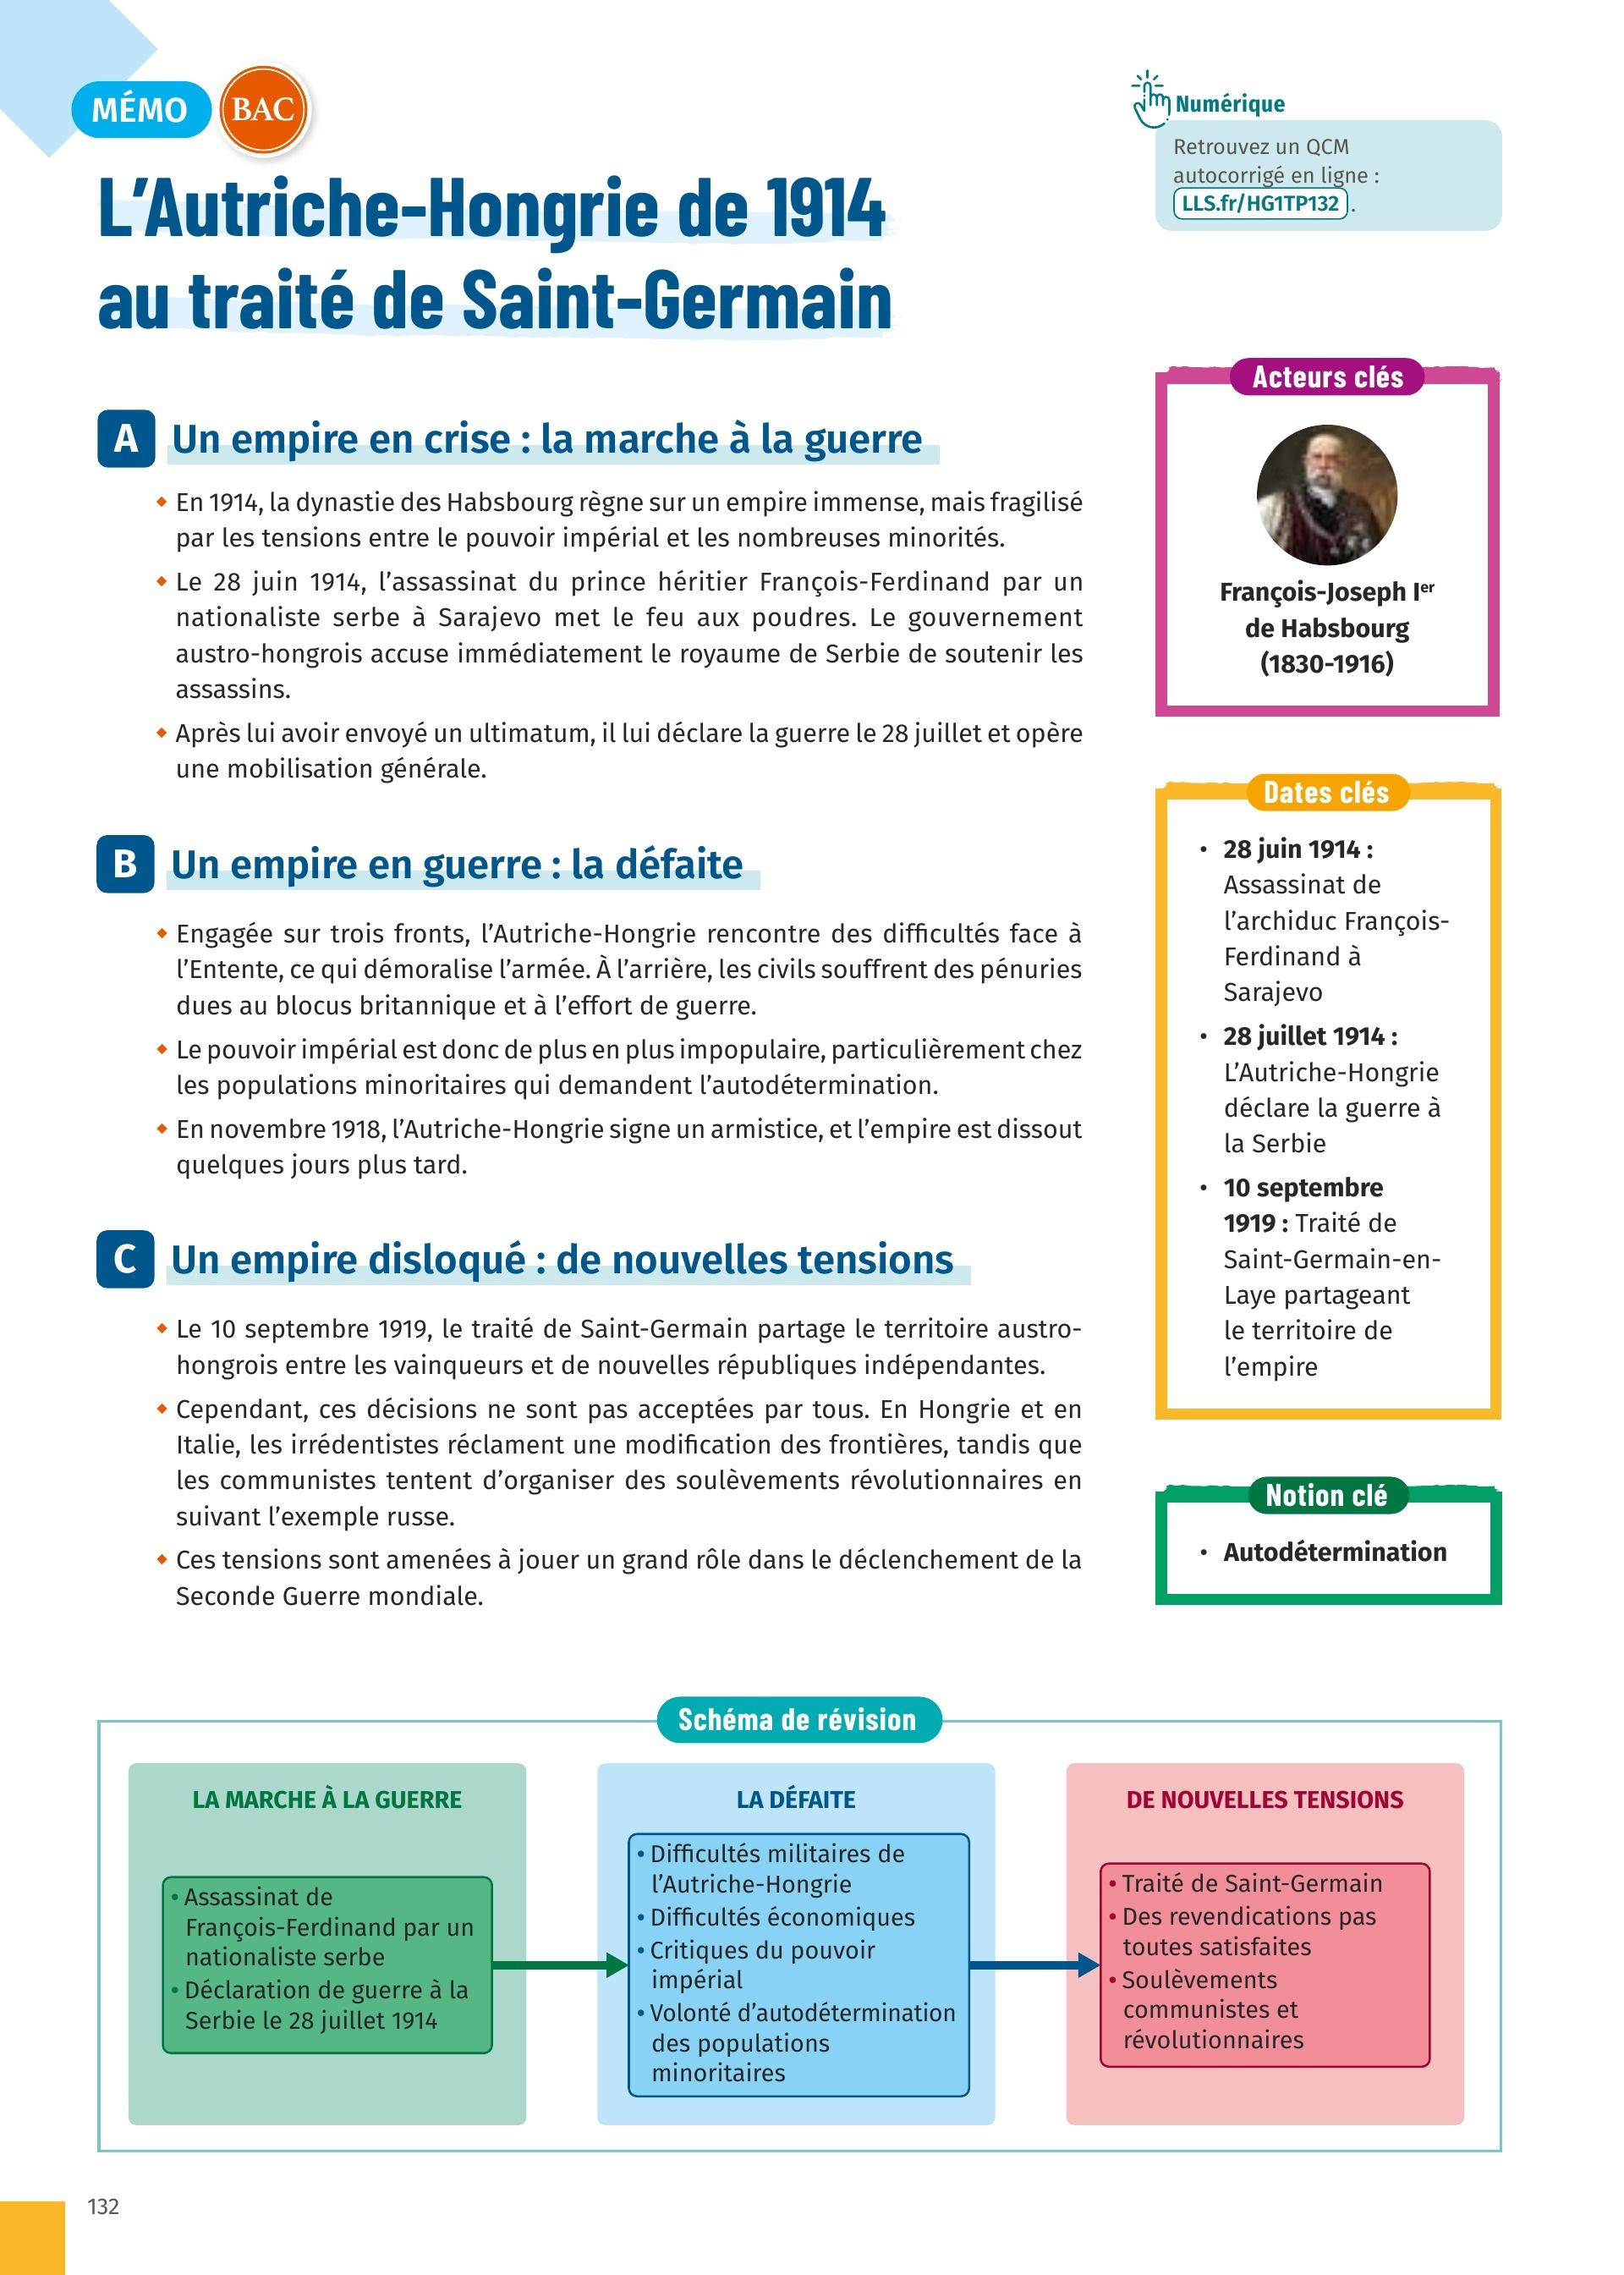 MÉMO
BAC
L’Autriche-Hongrie de 1914
au traité de Saint-Germain
Numérique
Retrouvez un QCM
autocorrigé en ligne :
LLS.fr/HG1TP132.
A Un empire en crise : la marche à la guerre
◆ En 1914, la dynastie des Habsbourg règne sur un empire immense, mais fragilisé
par les tensions entre le pouvoir impérial et les nombreuses minorités.
◆ Le 28 juin 1914, l’assassinat du prince héritier François-Ferdinand par un
nationaliste serbe à Sarajevo met le feu aux poudres. Le gouvernement
austro-hongrois accuse immédiatement le royaume de Serbie de soutenir les
assassins.
◆ Après lui avoir envoyé un ultimatum, il lui déclare la guerre le 28 juillet et opère
une mobilisation générale.
B Un empire en guerre : la défaite
◆ Engagée sur trois fronts, l’Autriche-Hongrie rencontre des difficultés face à
l’Entente, ce qui démoralise l’armée. À l’arrière, les civils souffrent des pénuries
dues au blocus britannique et à l’effort de guerre.
◆ Le pouvoir impérial est donc de plus en plus impopulaire, particulièrement chez
les populations minoritaires qui demandent l’autodétermination.
◆ En novembre 1918, l’Autriche-Hongrie signe un armistice, et l’empire est dissout
quelques jours plus tard.
C Un empire disloqué : de nouvelles tensions
◆ Le 10 septembre 1919, le traité de Saint-Germain partage le territoire austro-
hongrois entre les vainqueurs et de nouvelles républiques indépendantes.
◆ Cependant, ces décisions ne sont pas acceptées par tous. En Hongrie et en
Italie, les irrédentistes réclament une modification des frontières, tandis que
les communistes tentent d’organiser des soulèvements révolutionnaires en
suivant l’exemple russe.
◆ Ces tensions sont amenées à jouer un grand rôle dans le déclenchement de la
Seconde Guerre mondiale.
Acteurs clés
François-Joseph Ier
de Habsbourg
(1830-1916)
Dates clés
• 28 juin 1914 :
Assassinat de
l’archiduc François-
Ferdinand à
Sarajevo
• 28 juillet 1914 :
L’Autriche-Hongrie
déclare la guerre à
la Serbie
• 10 septembre
1919 : Traité de
Saint-Germain-en-
Laye partageant
le territoire de
l’empire
Notion clé
• Autodétermination
Schéma de révision
LA MARCHE À LA GUERRE
• Assassinat de
François-Ferdinand par un
nationaliste serbe
• Déclaration de guerre à la
Serbie le 28 juillet 1914
LA DÉFAITE
• Difficultés militaires de
l’Autriche-Hongrie
• Difficultés économiques
• Critiques du pouvoir
impérial
• Volonté d’autodétermination
des populations
minoritaires
DE NOUVELLES TENSIONS
• Traité de Saint-Germain
• Des revendications pas
toutes satisfaites
• Soulèvements
communistes et
révolutionnaires
132